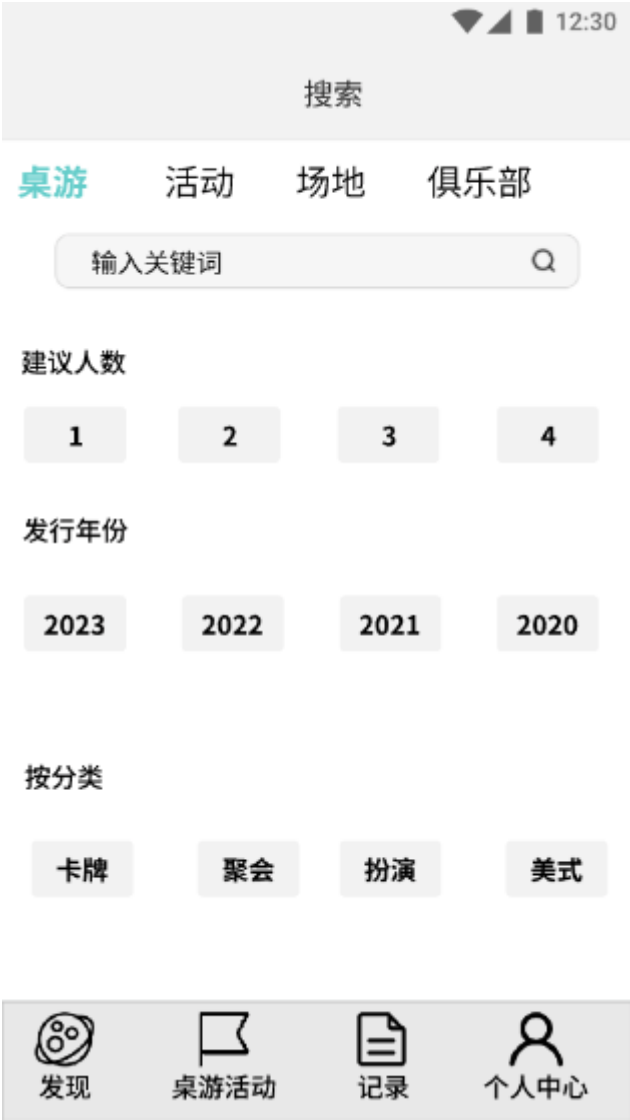 12:30
搜索
桌游 活动 场地 俱乐部
输入关键词
建议人数
1 2 3 4
发行年份
2023 2022 2021 2020
按分类
卡牌 聚会 扮演 美式
发现 桌游活动 记录 个人中心